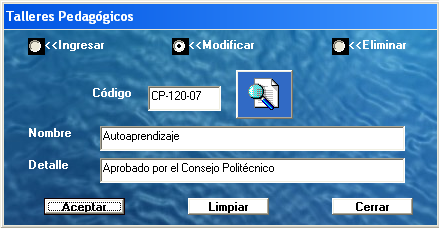 Talleres Pedagógicos
<<Ingresar <<Modificar <<Eliminar
Código CP-120-07
Nombre Autoaprendizaje
Detalle Aprobado por el Consejo Politécnico
Aceptar Limpiar Cerrar